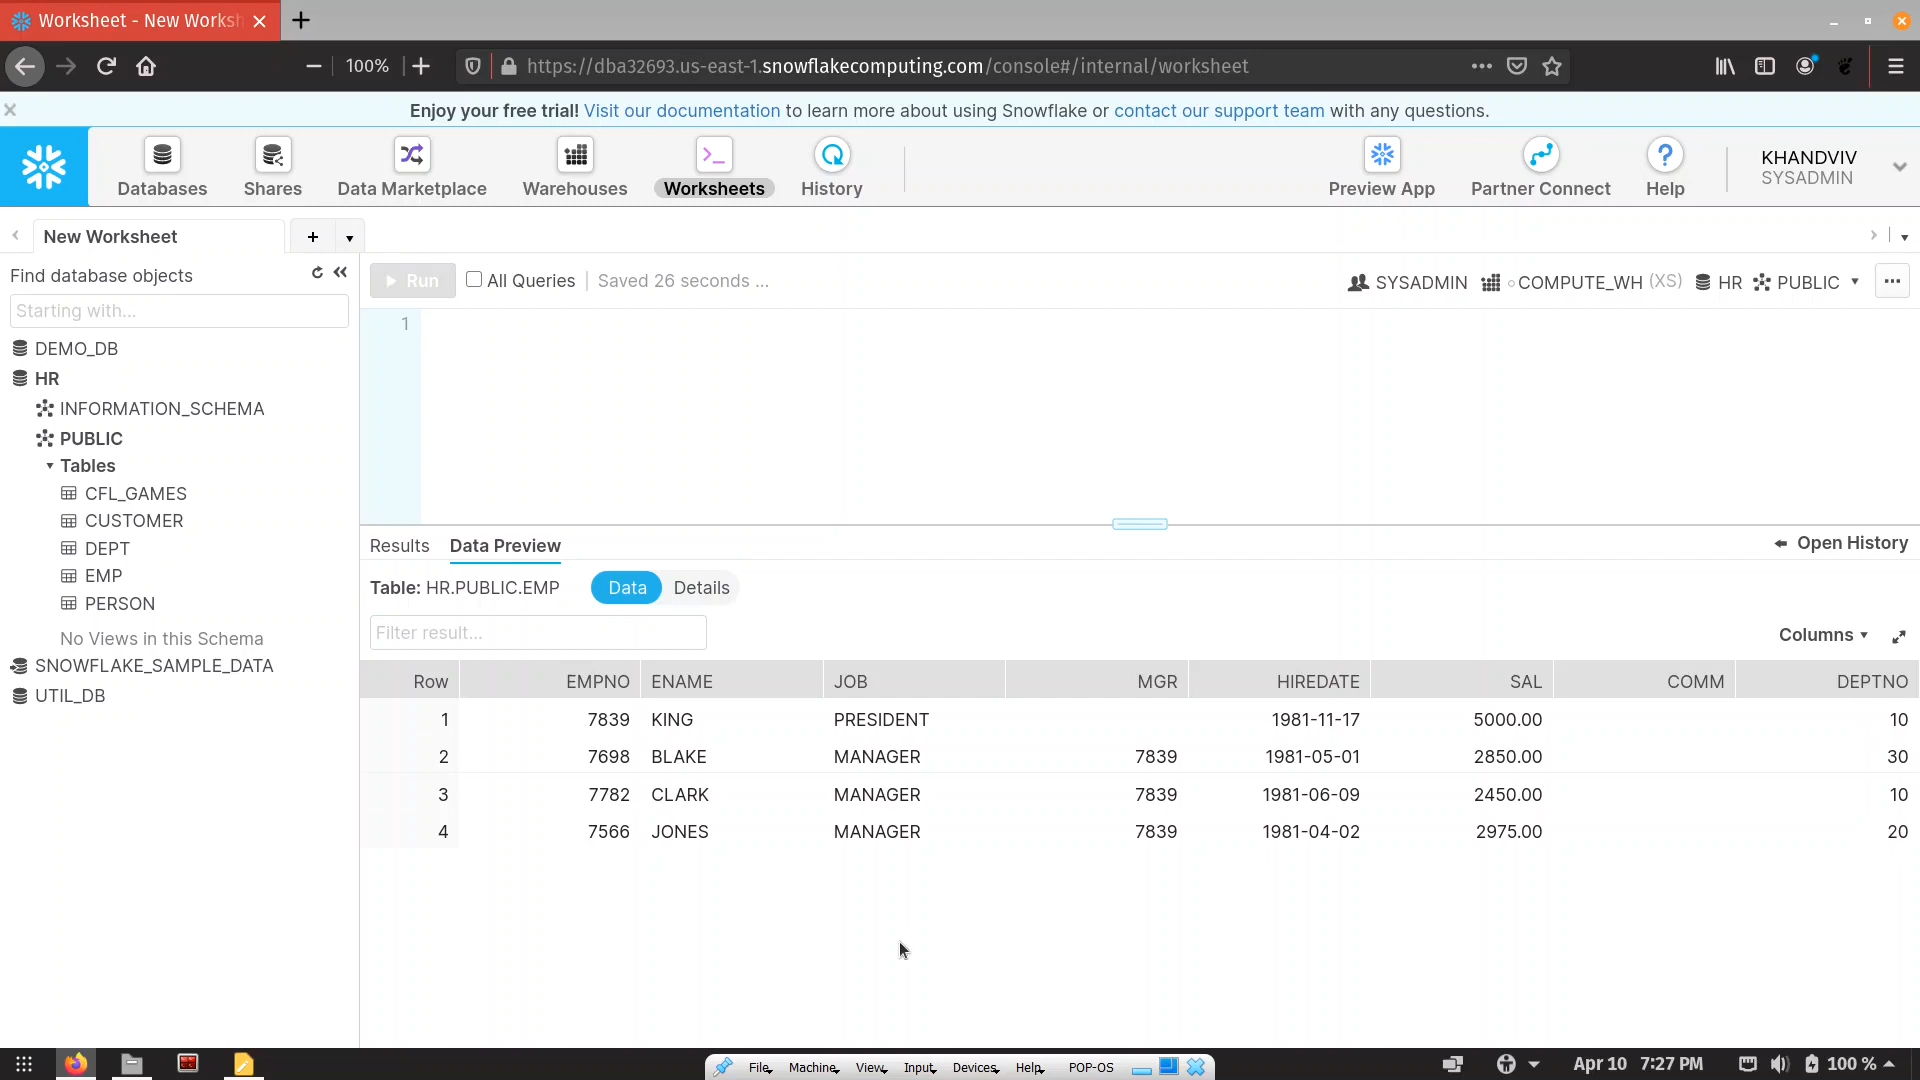 Worksheet - New Worksh
100%
https://dba32693.us-east-1.snowflakecomputing.com/console#/internal/worksheet
Enjoy your free trial! Visit our documentation to learn more about using Snowflake or contact our support team with any questions.
Databases
Shares
Data Marketplace
Warehouses
Worksheets
History
Preview App
Partner Connect
Help
KHANDVIV
SYSADMIN
New Worksheet
Find database objects
Starting with...
DEMO_DB
HR
INFORMATION_SCHEMA
PUBLIC
Tables
CFL_GAMES
CUSTOMER
DEPT
EMP
PERSON
No Views in this Schema
SNOWFLAKE_SAMPLE_DATA
UTIL_DB
Run All Queries Saved 26 seconds ...
SYSADMIN COMPUTE_WH (XS) HR PUBLIC
1
Results Data Preview Open History
Table: HR.PUBLIC.EMP Data Details
Filter result...
Columns
Row EMPNO ENAME JOB MGR HIREDATE SAL COMM DEPTNO
1 7839 KING PRESIDENT 1981-11-17 5000.00 10
2 7698 BLAKE MANAGER 7839 1981-05-01 2850.00 30
3 7782 CLARK MANAGER 7839 1981-06-09 2450.00 10
4 7566 JONES MANAGER 7839 1981-04-02 2975.00 20
File Machine View Input Devices Help POP-OS
Apr 10 7:27 PM
100 %